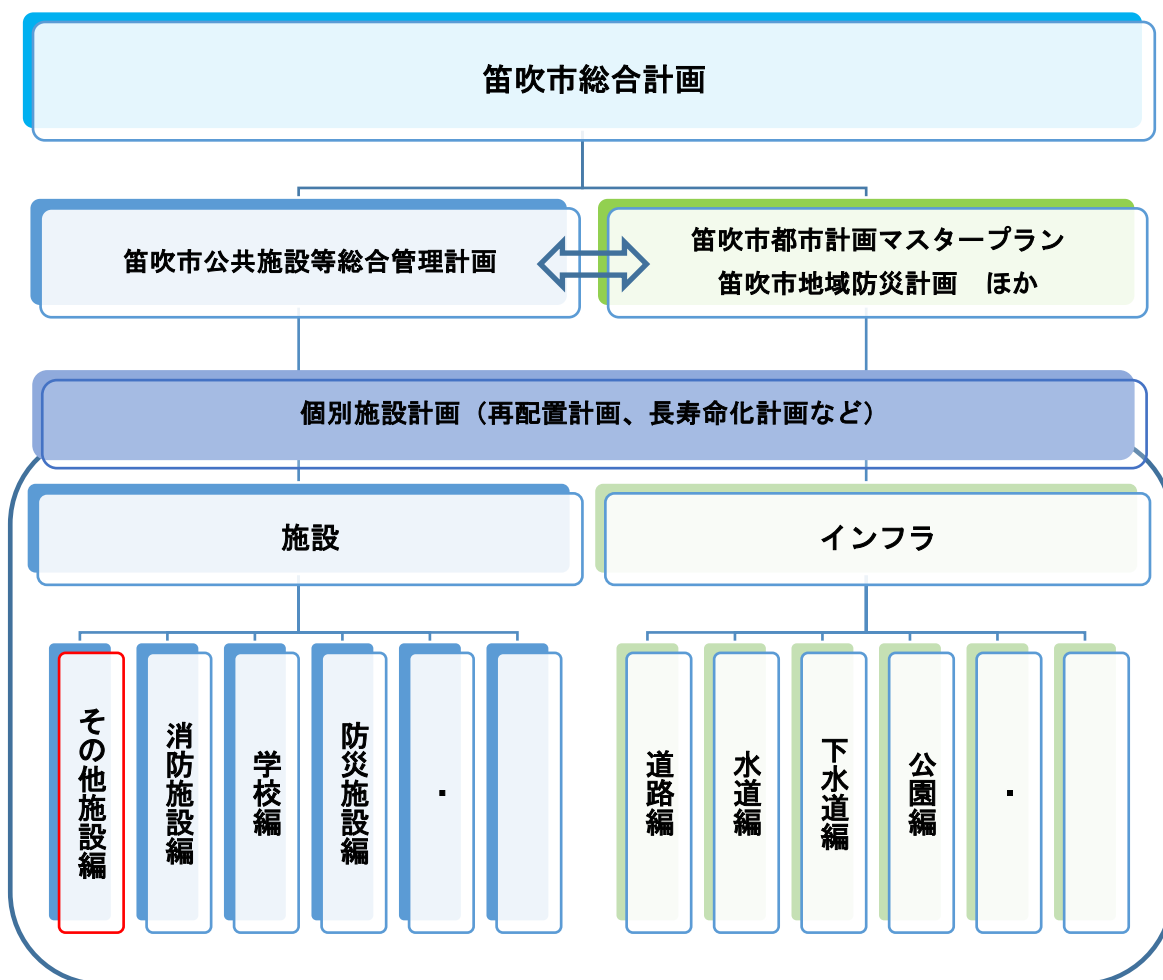 笛吹市総合計画
笛吹市公共施設等総合管理計画
笛吹市都市計画マスタープラン
笛吹市地域防災計画　ほか
個別施設計画（再配置計画、長寿命化計画など）
施設
インフラ
その他施設編
消防施設編
学校編
防災施設編
・
道路編
水道編
下水道編
公園編
・